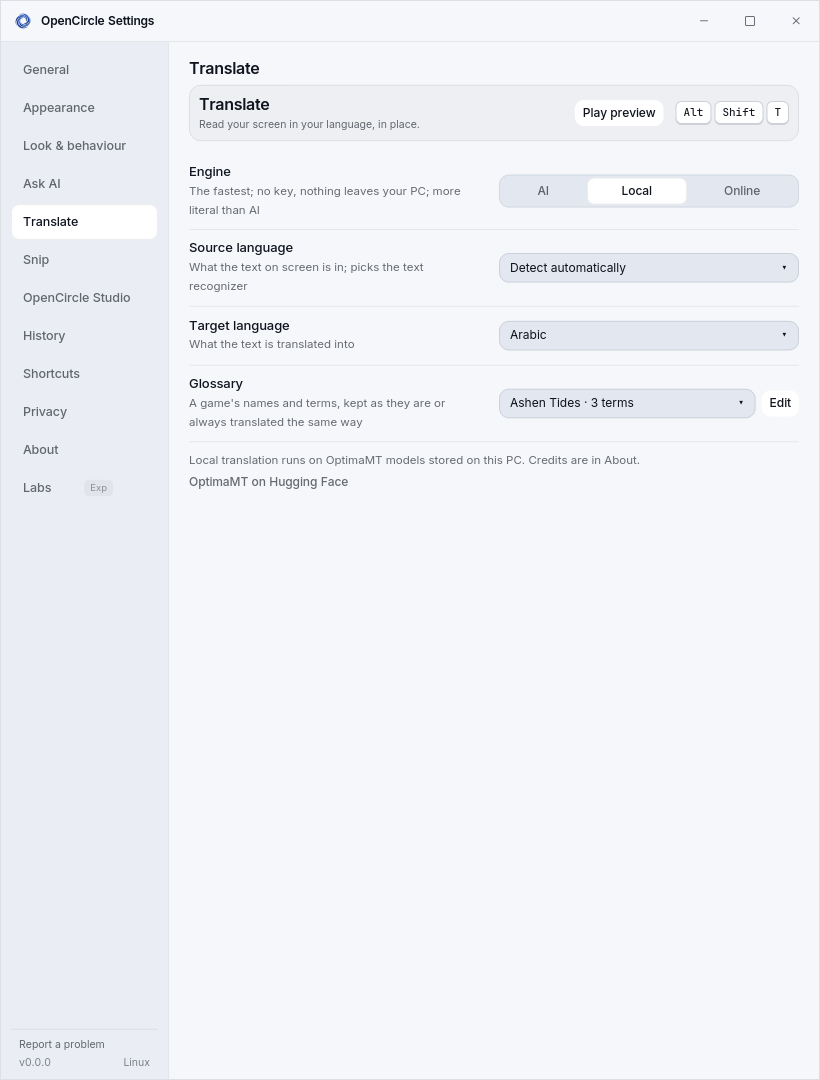 OpenCircle Settings
General
Appearance
Look & behaviour
Ask AI
Translate
Snip
OpenCircle Studio
History
Shortcuts
Privacy
About
Labs Exp
Report a problem
v0.0.0 Linux
Translate
Translate
Read your screen in your language, in place.
Play preview Alt Shift T
Engine
The fastest; no key, nothing leaves your PC; more
literal than AI
AI Local Online
Source language
What the text on screen is in; picks the text
recognizer
Detect automatically
Target language
What the text is translated into
Arabic
Glossary
A game's names and terms, kept as they are or
always translated the same way
Ashen Tides · 3 terms Edit
Local translation runs on OptimaMT models stored on this PC. Credits are in About.
OptimaMT on Hugging Face